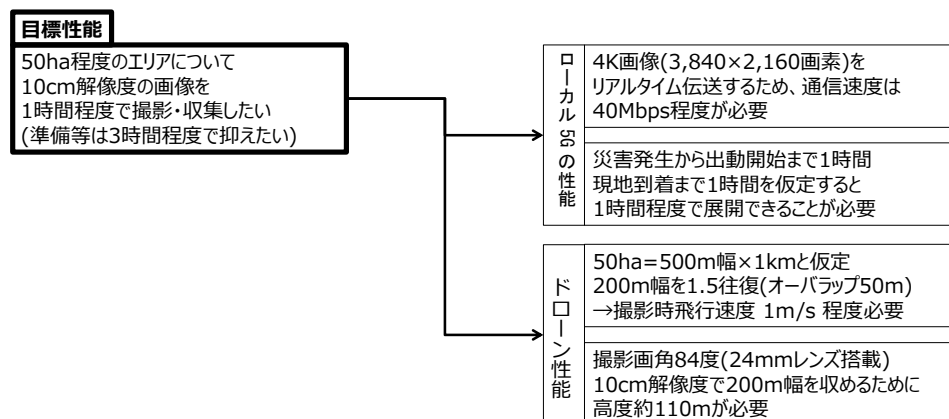 目標性能
50ha程度のエリアについて
10cm解像度の画像を
1時間程度で撮影・収集したい
(準備等は3時間程度で抑えたい)
ローカル5Gの性能
4K画像(3,840×2,160画素)を
リアルタイム伝送するため、通信速度は
40Mbps程度が必要
災害発生から出動開始まで1時間
現地到着まで1時間を仮定すると
1時間程度で展開できることが必要
ドローン性能
50ha=500m幅×1kmと仮定
200m幅を1.5往復(オーバラップ50m)
→撮影時飛行速度 1m/s 程度必要
撮影画角84度(24mmレンズ搭載)
10cm解像度で200m幅を収めるために
高度約110mが必要